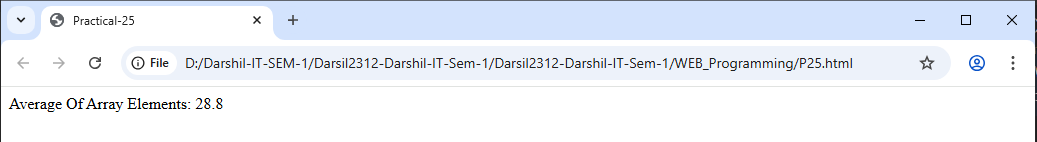 Practical-25
File D:/Darshil-IT-SEM-1/Darsil2312-Darshil-IT-Sem-1/Darsil2312-Darshil-IT-Sem-1/WEB_Programming/P25.html
Average Of Array Elements: 28.8